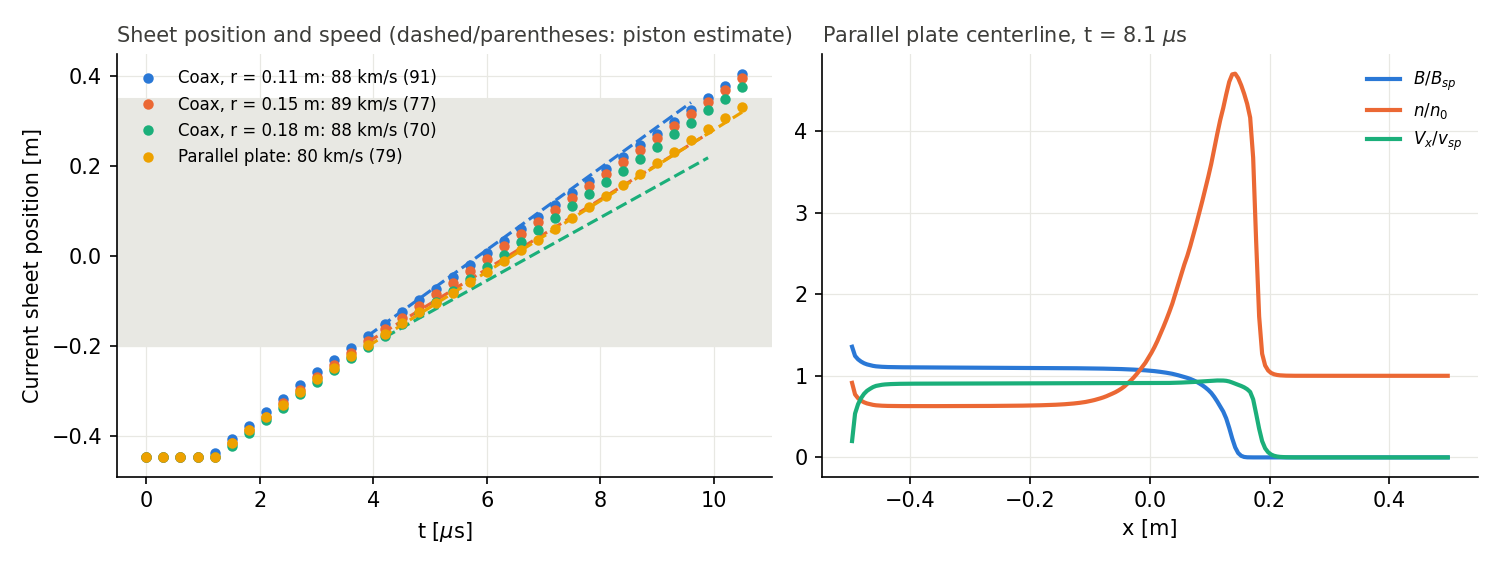 Sheet position and speed (dashed/parentheses: piston estimate)
Coax, r = 0.11 m: 88 km/s (91)
Coax, r = 0.15 m: 89 km/s (77)
Coax, r = 0.18 m: 88 km/s (70)
Parallel plate: 80 km/s (79)
Current sheet position [m]
0.4
0.2
0.0
−0.2
−0.4
0 2 4 6 8 10
t [μs]
Parallel plate centerline, t = 8.1 μs
B/B_sp
n/n_0
V_x/v_sp
4
3
2
1
0
−0.4 −0.2 0.0 0.2 0.4
x [m]